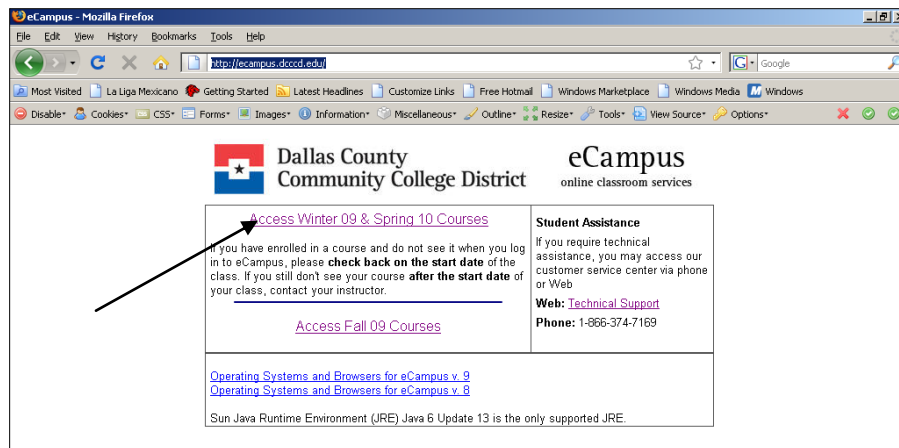 eCampus - Mozilla Firefox
File Edit View History Bookmarks Tools Help
http://ecampus.dcccd.edu/
G Google
Most Visited La Liga Mexicano Getting Started Latest Headlines Customize Links Free Hotmail Windows Marketplace Windows Media Windows
Disable Cookies CSS Forms Images Information Miscellaneous Outline Resize Tools View Source Options
Dallas County
Community College District
eCampus
online classroom services
Access Winter 09 & Spring 10 Courses
If you have enrolled in a course and do not see it when you log
in to eCampus, please check back on the start date of the
class. If you still don't see your course after the start date of
your class, contact your instructor.
Access Fall 09 Courses
Student Assistance
If you require technical
assistance, you may access our
customer service center via phone
or Web
Web: Technical Support
Phone: 1-866-374-7169
Operating Systems and Browsers for eCampus v. 9
Operating Systems and Browsers for eCampus v. 8
Sun Java Runtime Environment (JRE) Java 6 Update 13 is the only supported JRE.